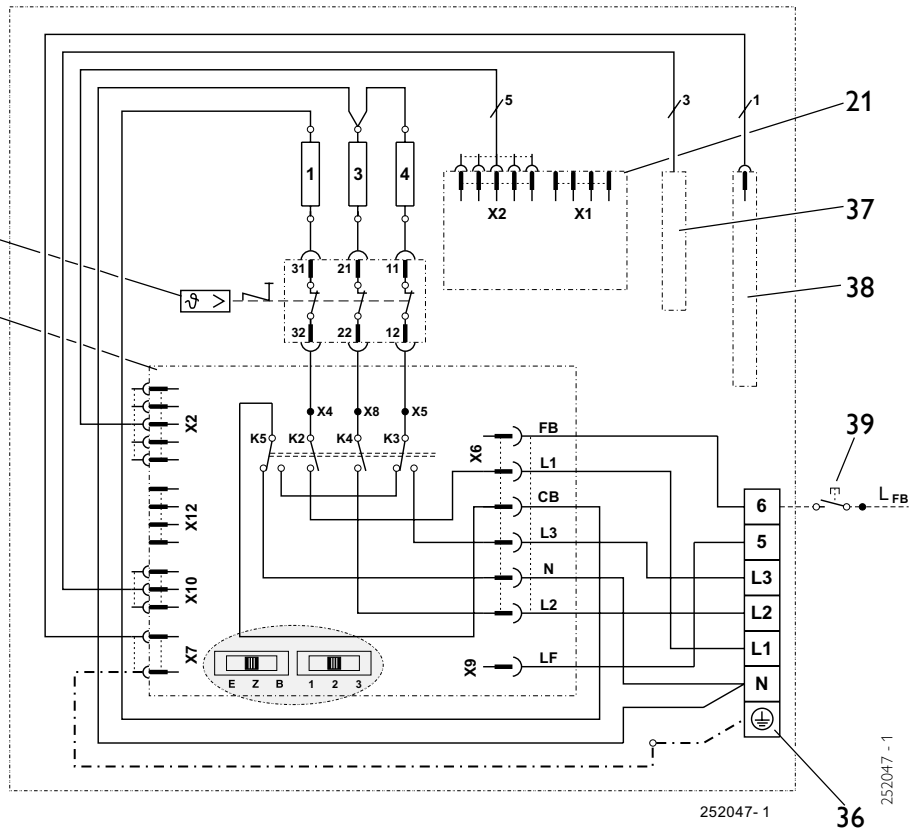 5
3
1
21
1
3
4
X2
X1
37
31
21
11
ϑ >
38
32
22
12
X4
X8
X5
39
FB
K5
K2
K4
K3
X2
X6
L1
6
L FB
CB
5
X12
L3
L3
N
L2
X10
L2
L1
X7
X9
LF
N
E Z B
1 2 3
252047 - 1
252047- 1
36